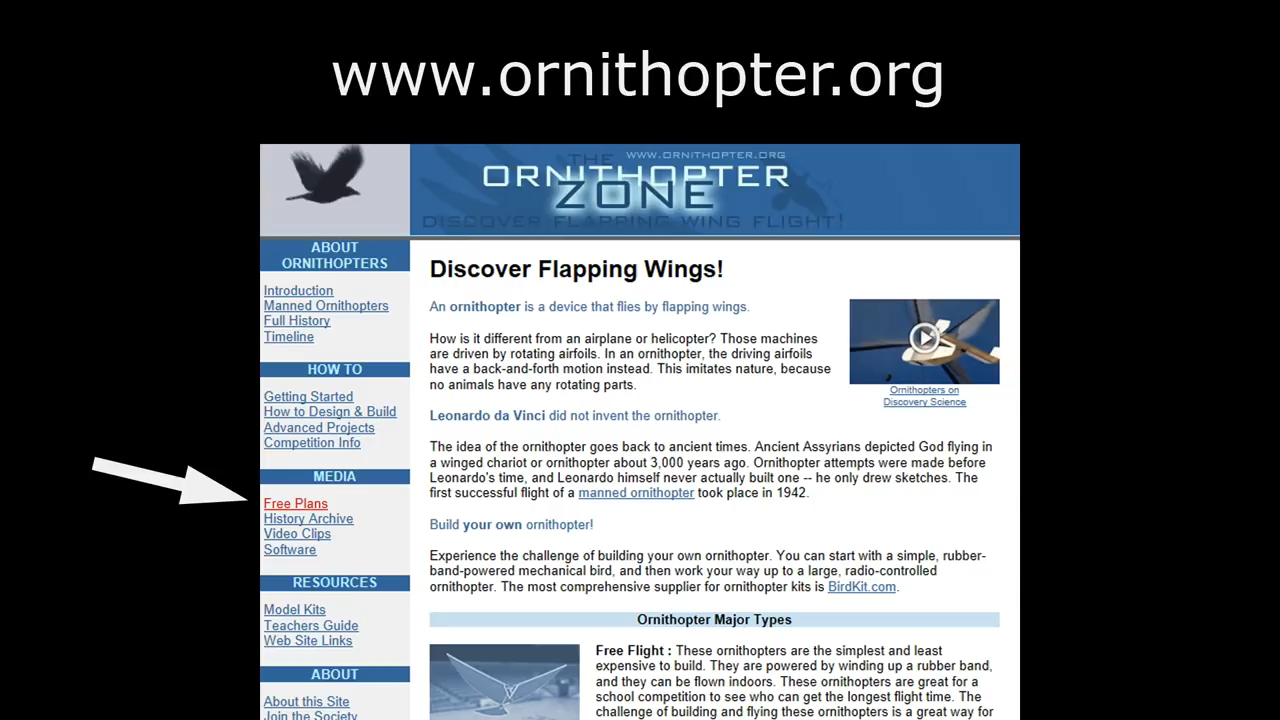 www.ornithopter.org
WWW.ORNITHOPTER.ORG
THE
ORNITHOPTER
ZONE
DISCOVER FLAPPING WING FLIGHT!
ABOUT
ORNITHOPTERS
Introduction
Manned Ornithopters
Full History
Timeline
HOW TO
Getting Started
How to Design & Build
Advanced Projects
Competition Info
MEDIA
Free Plans
History Archive
Video Clips
Software
RESOURCES
Model Kits
Teachers Guide
Web Site Links
ABOUT
About this Site
Join the Society
Discover Flapping Wings!
An ornithopter is a device that flies by flapping wings.
How is it different from an airplane or helicopter? Those machines
are driven by rotating airfoils. In an ornithopter, the driving airfoils
have a back-and-forth motion instead. This imitates nature, because
no animals have any rotating parts.
Ornithopters on
Discovery Science
Leonardo da Vinci did not invent the ornithopter.
The idea of the ornithopter goes back to ancient times. Ancient Assyrians depicted God flying in
a winged chariot or ornithopter about 3,000 years ago. Ornithopter attempts were made before
Leonardo's time, and Leonardo himself never actually built one -- he only drew sketches. The
first successful flight of a manned ornithopter took place in 1942.
Build your own ornithopter!
Experience the challenge of building your own ornithopter. You can start with a simple, rubber-
band-powered mechanical bird, and then work your way up to a large, radio-controlled
ornithopter. The most comprehensive supplier for ornithopter kits is BirdKit.com.
Ornithopter Major Types
Free Flight : These ornithopters are the simplest and least
expensive to build. They are powered by winding up a rubber band,
and they can be flown indoors. These ornithopters are great for a
school competition to see who can get the longest flight time. The
challenge of building and flying these ornithopters is a great way for